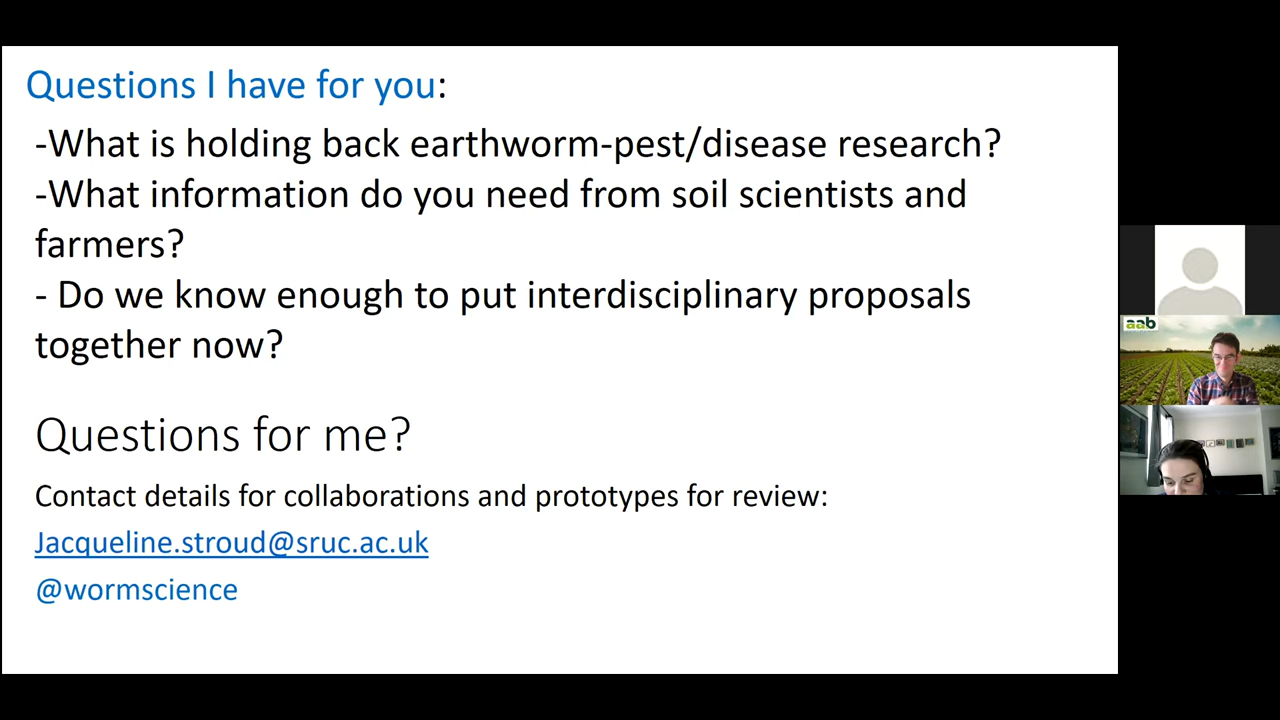 Questions I have for you:
-What is holding back earthworm-pest/disease research?
-What information do you need from soil scientists and
farmers?
- Do we know enough to put interdisciplinary proposals
together now?
Questions for me?
Contact details for collaborations and prototypes for review:
Jacqueline.stroud@sruc.ac.uk
@wormscience
aab